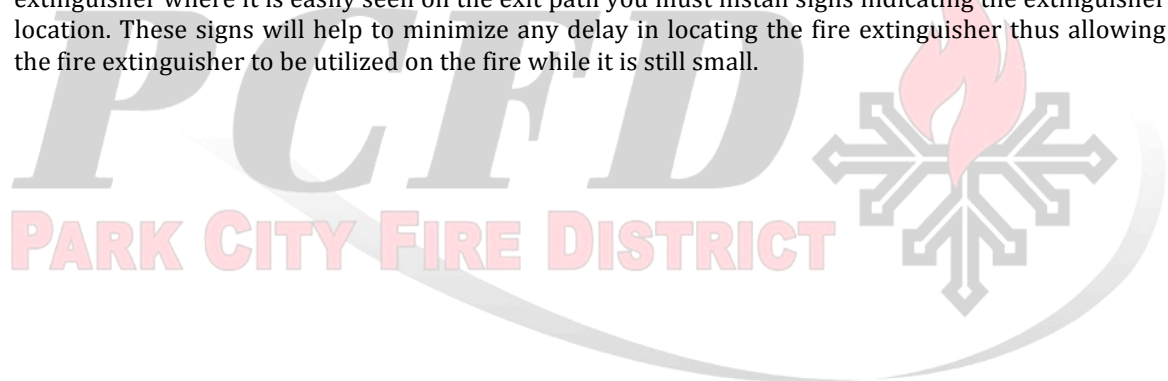 extinguisher where it is easily seen on the exit path you must install signs indicating the extinguisher
location. These signs will help to minimize any delay in locating the fire extinguisher thus allowing
the fire extinguisher to be utilized on the fire while it is still small.
PCFD
PARK CITY FIRE DISTRICT